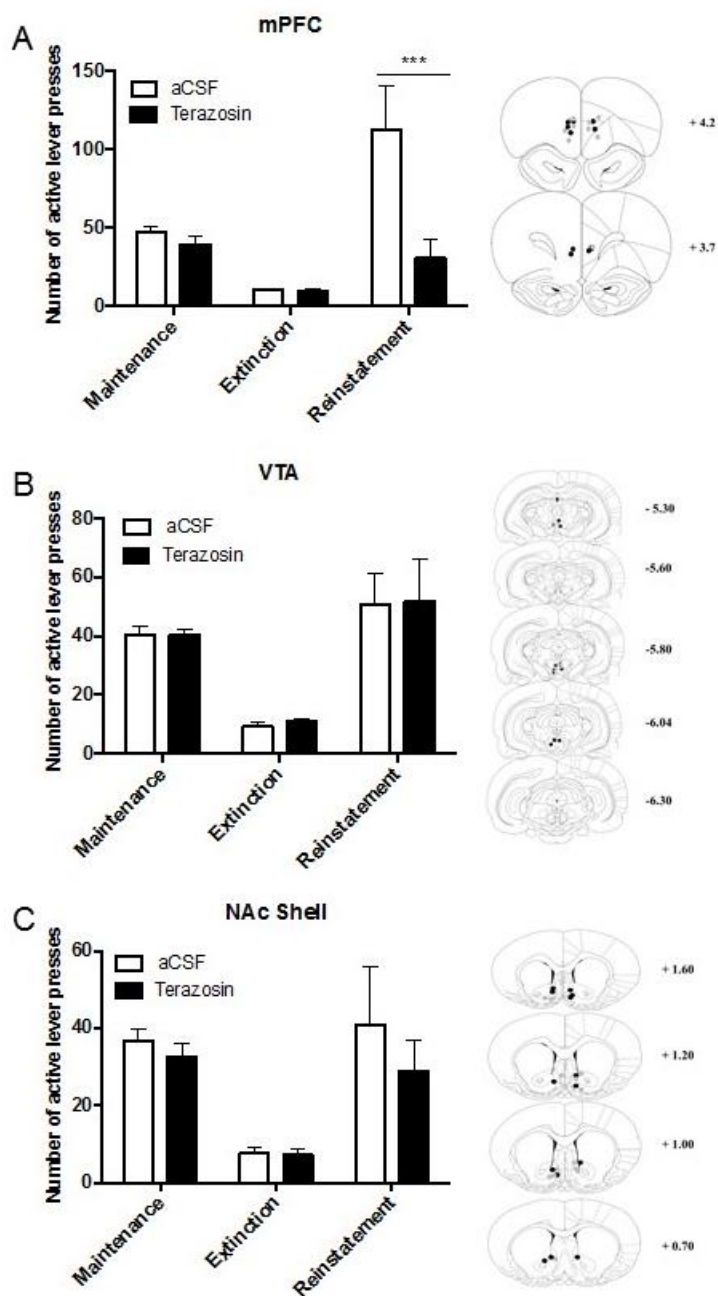 A
mPFC
Number of active lever presses
150
100
50
0
aCSF
Terazosin
***
Maintenance
Extinction
Reinstatement
+ 4.2
+ 3.7
B
VTA
Number of active lever presses
80
60
40
20
0
aCSF
Terazosin
Maintenance
Extinction
Reinstatement
- 5.30
-5.60
-5.80
-6.04
-6.30
C
NAc Shell
Number of active lever presses
60
40
20
0
aCSF
Terazosin
Maintenance
Extinction
Reinstatement
+ 1.60
+ 1.20
+ 1.00
+ 0.70